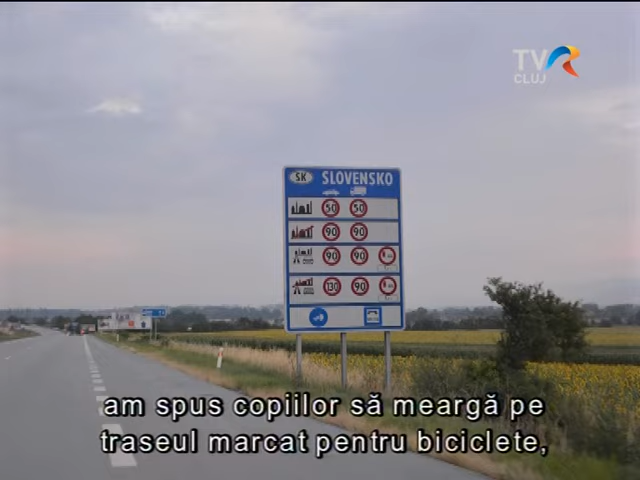 TVR
CLUJ
SK SLOVENSKO
50 50
90 90
90 90
130 90
am spus copiilor să meargă pe
traseul marcat pentru biciclete,